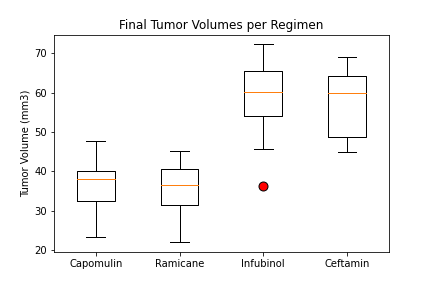 Final Tumor Volumes per Regimen
Tumor Volume (mm3)
70
60
50
40
30
20
Capomulin Ramicane Infubinol Ceftamin